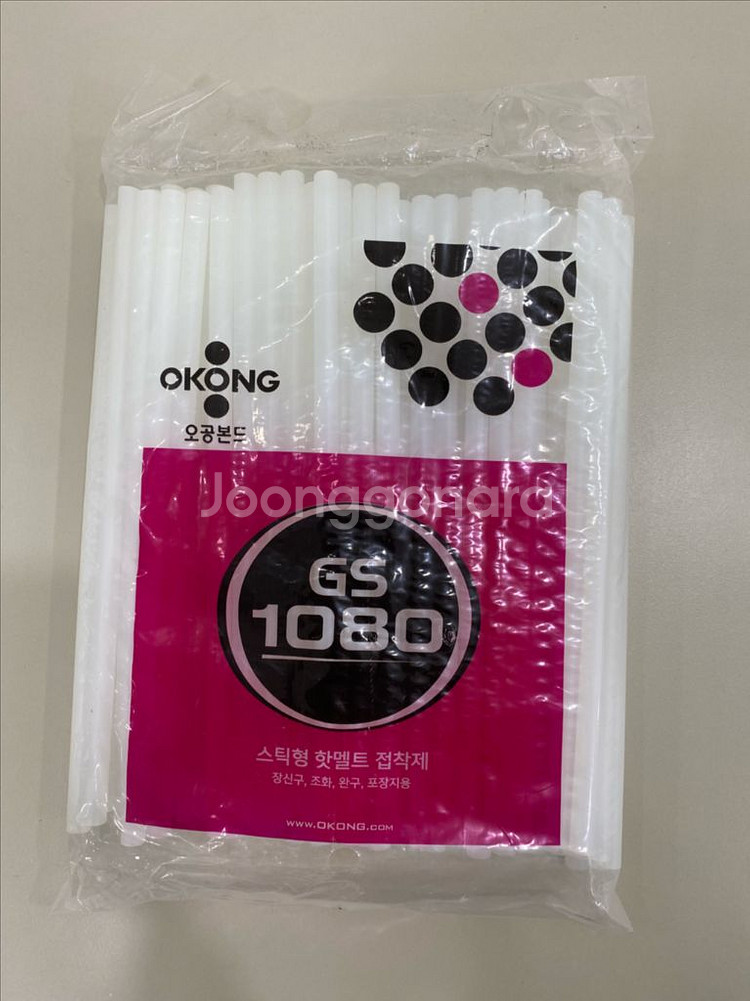 OKONG
오공본드
Joonggonara
GS
1080
스틱형 핫멜트 접착제
장신구, 조화, 완구, 포장지용
www.OKONG.com